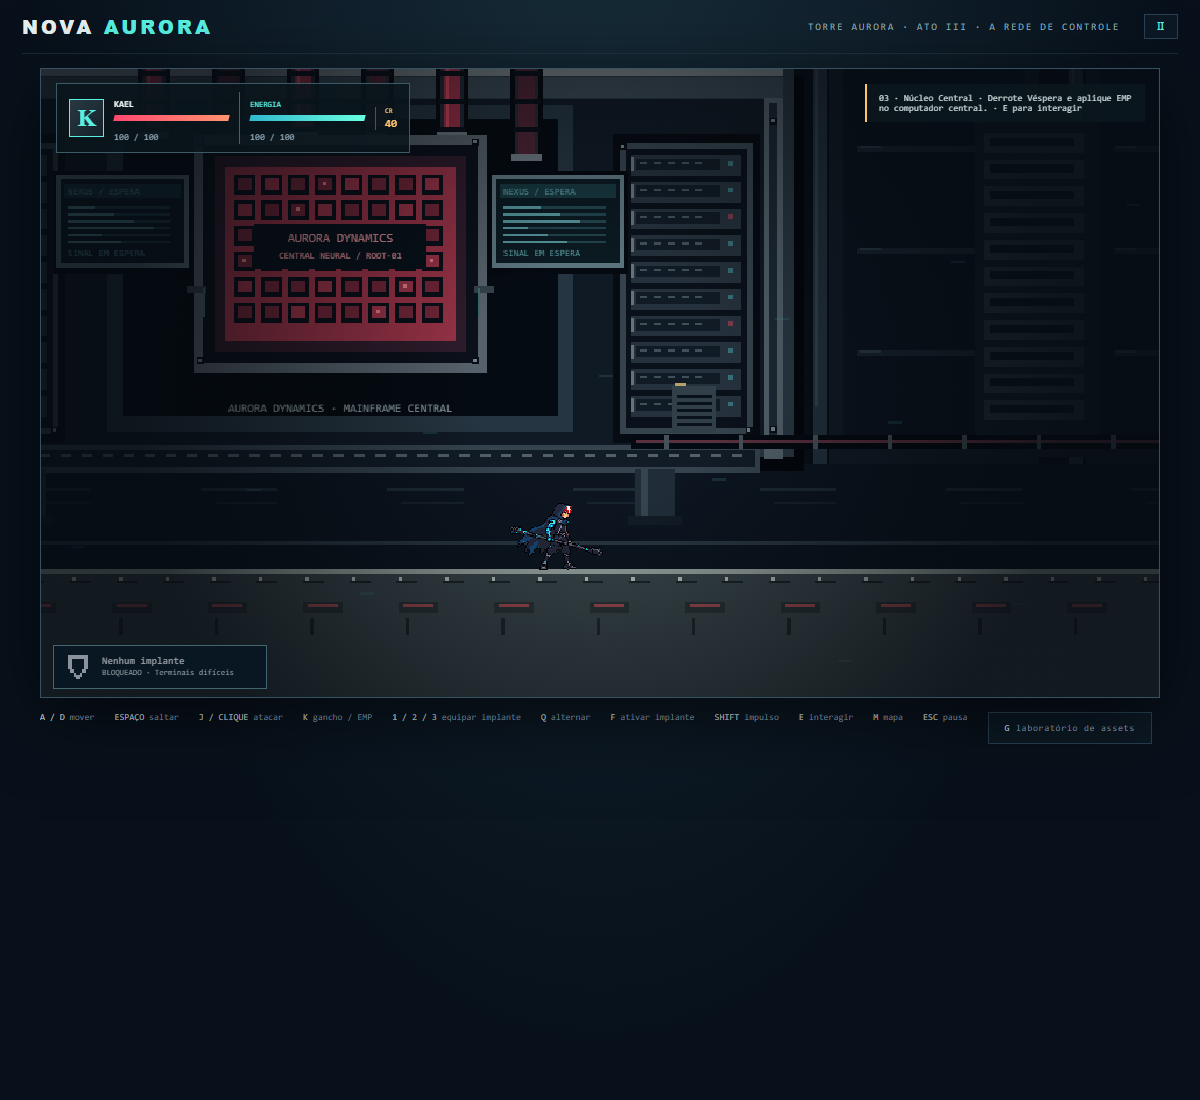 NOVA AURORA
TORRE AURORA · ATO III · A REDE DE CONTROLE
II
K
KAEL
100 / 100
ENERGIA
100 / 100
CR
40
03 · Núcleo Central · Derrote Véspera e aplique EMP
no computador central. · E para interagir
NEXUS / ESPERA
SINAL EM ESPERA
AURORA DYNAMICS
CENTRAL NEURAL / ROOT-01
NEXUS / ESPERA
SINAL EM ESPERA
AURORA DYNAMICS · MAINFRAME CENTRAL
Nenhum implante
BLOQUEADO · Terminais difíceis
A / D mover
ESPAÇO saltar
J / CLIQUE atacar
K gancho / EMP
1 / 2 / 3 equipar implante
Q alternar
F ativar implante
SHIFT impulso
E interagir
M mapa
ESC pausa
G laboratório de assets